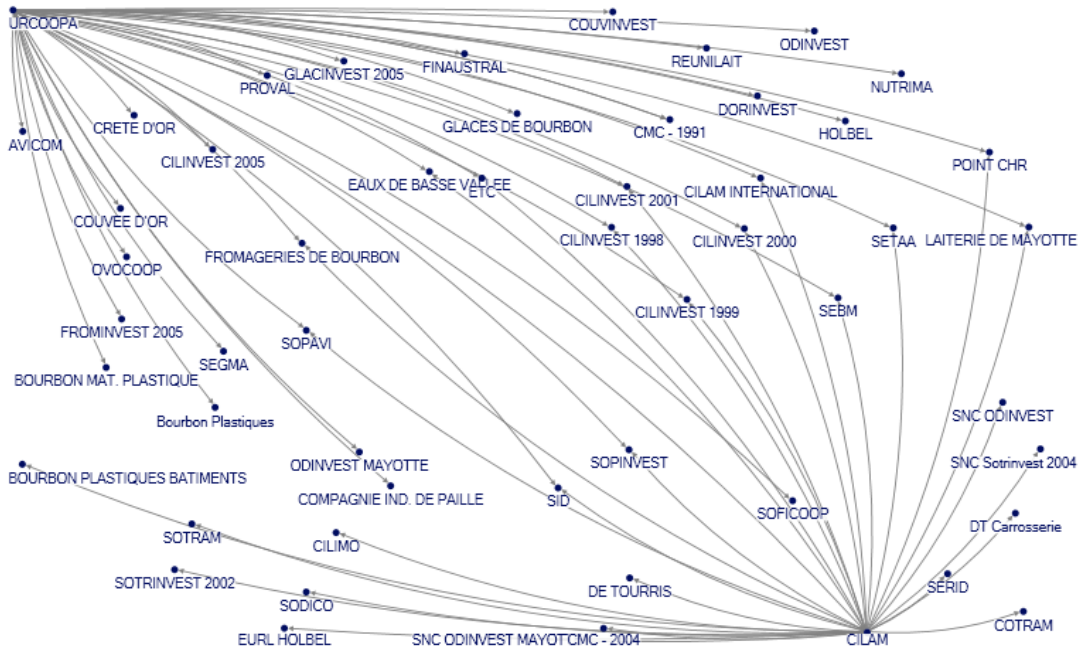 URCOOPA
COUVINVEST
ODINVEST
REUNILAIT
FINAUSTRAL
GLACINVEST 2005
PROVAL
NUTRIMA
DORINVEST
HOLBEL
CRETE D'OR
GLACES DE BOURBON
CMC - 1991
AVICOM
CILINVEST 2005
POINT CHR
EAUX DE BASSE VALLEE
ETC
CILINVEST 2001
CILAM INTERNATIONAL
COUVEE D'OR
CILINVEST 1998
CILINVEST 2000
SETAA
LAITERIE DE MAYOTTE
FROMAGERIES DE BOURBON
OVOCOOP
CILINVEST 1999
SEBM
FROMINVEST 2005
SOPAVI
SEGMA
BOURBON MAT. PLASTIQUE
Bourbon Plastiques
SNC ODINVEST
ODINVEST MAYOTTE
SOPINVEST
SNC Sotrinvest 2004
BOURBON PLASTIQUES BATIMENTS
COMPAGNIE IND. DE PAILLE
SID
SOFICOOP
DT Carrosserie
SOTRAM
CILIMO
SOTRINVEST 2002
DE TOURRIS
SERID
SODICO
COTRAM
EURL HOLBEL
SNC ODINVEST MAYOT
CMC - 2004
CILAM